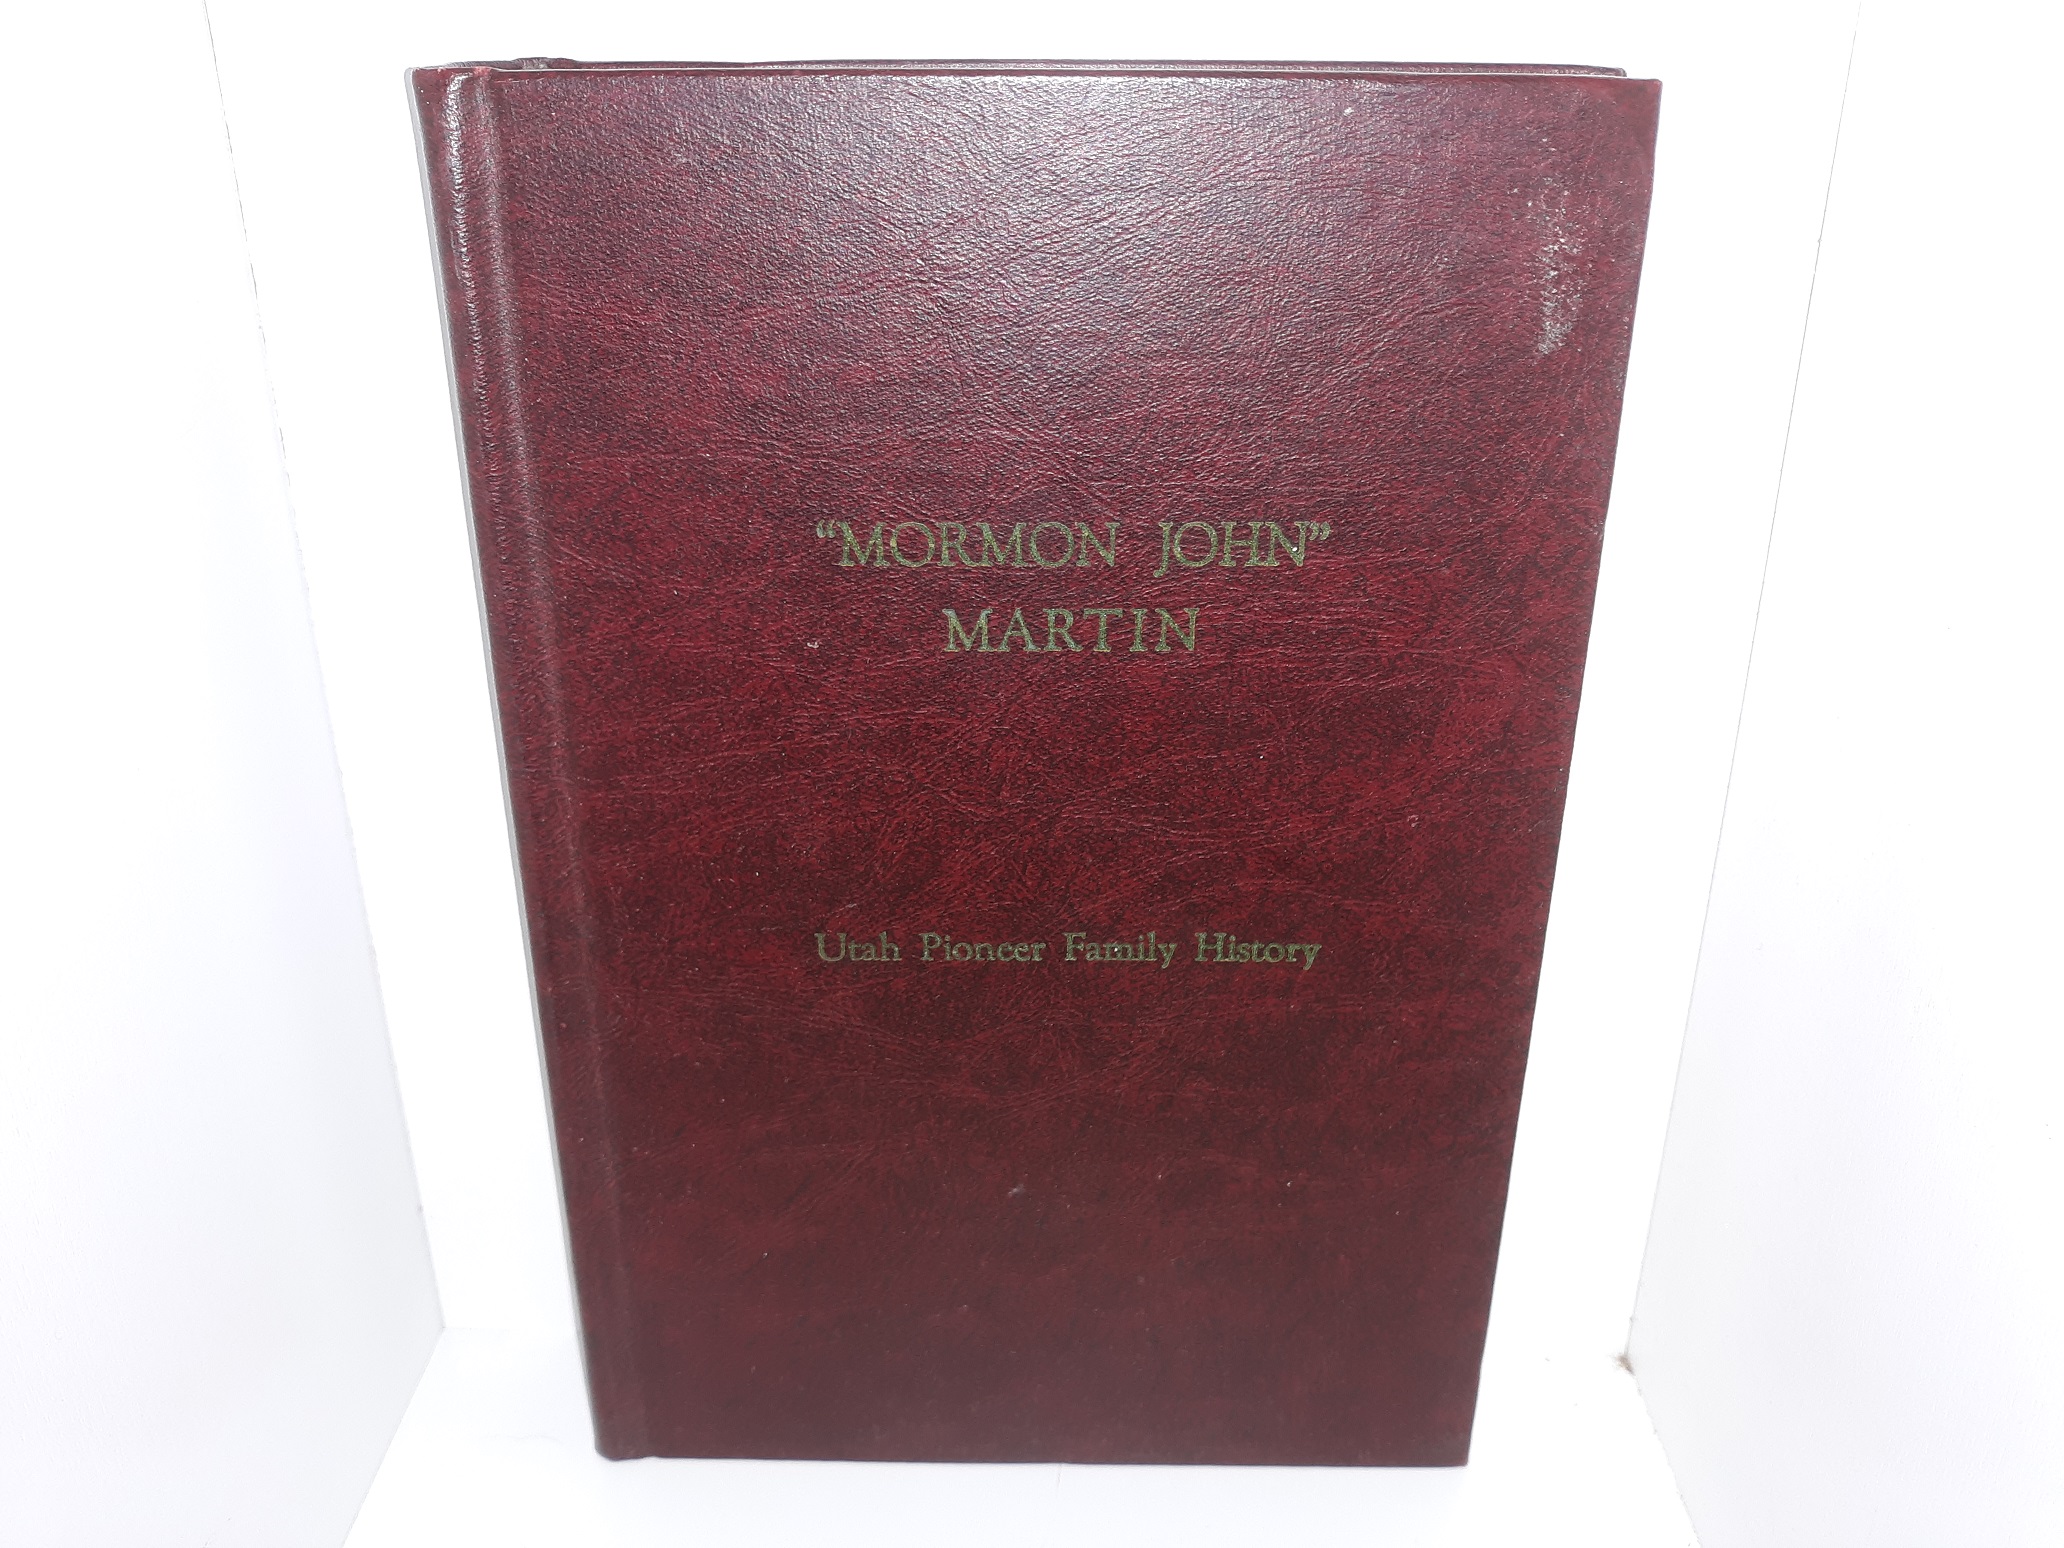 “MORMON JOHN”
MARTIN
Utah Pioneer Family History